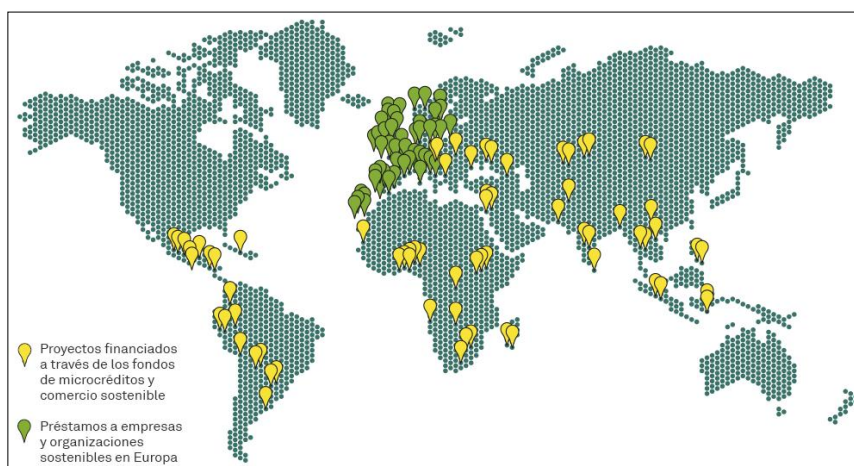 Proyectos financiados
a través de los fondos
de microcréditos y
comercio sostenible
Préstamos a empresas
y organizaciones
sostenibles en Europa